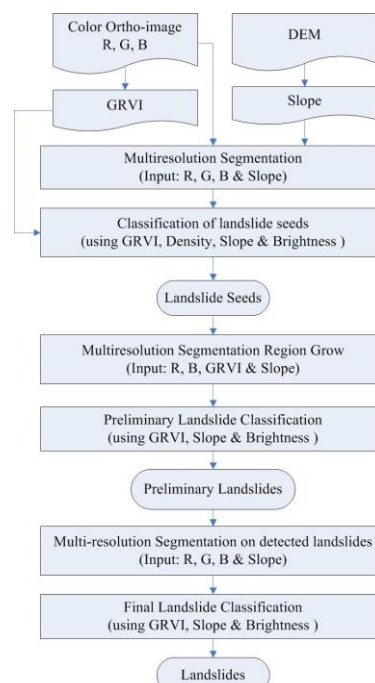 Color Ortho-image
R, G, B
DEM
GRVI
Slope
Multiresolution Segmentation
(Input: R, G, B & Slope)
Classification of landslide seeds
(using GRVI, Density, Slope & Brightness )
Landslide Seeds
Multiresolution Segmentation Region Grow
(Input: R, B, GRVI & Slope)
Preliminary Landslide Classification
(using GRVI, Slope & Brightness )
Preliminary Landslides
Multi-resolution Segmentation on detected landslides
(Input: R, G, B & Slope)
Final Landslide Classification
(using GRVI, Slope & Brightness )
Landslides